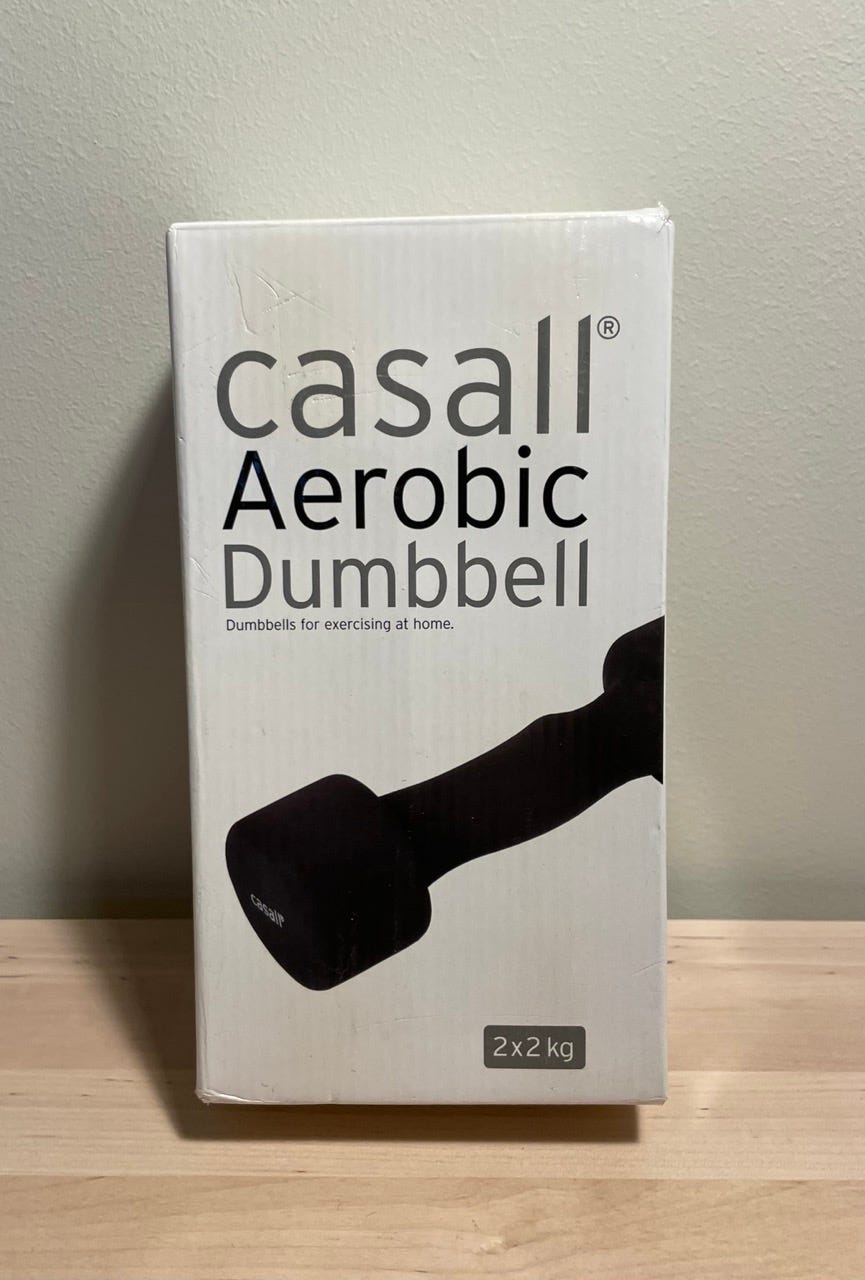 casall®
Aerobic
Dumbbell
Dumbbells for exercising at home.
casall®
2x2 kg